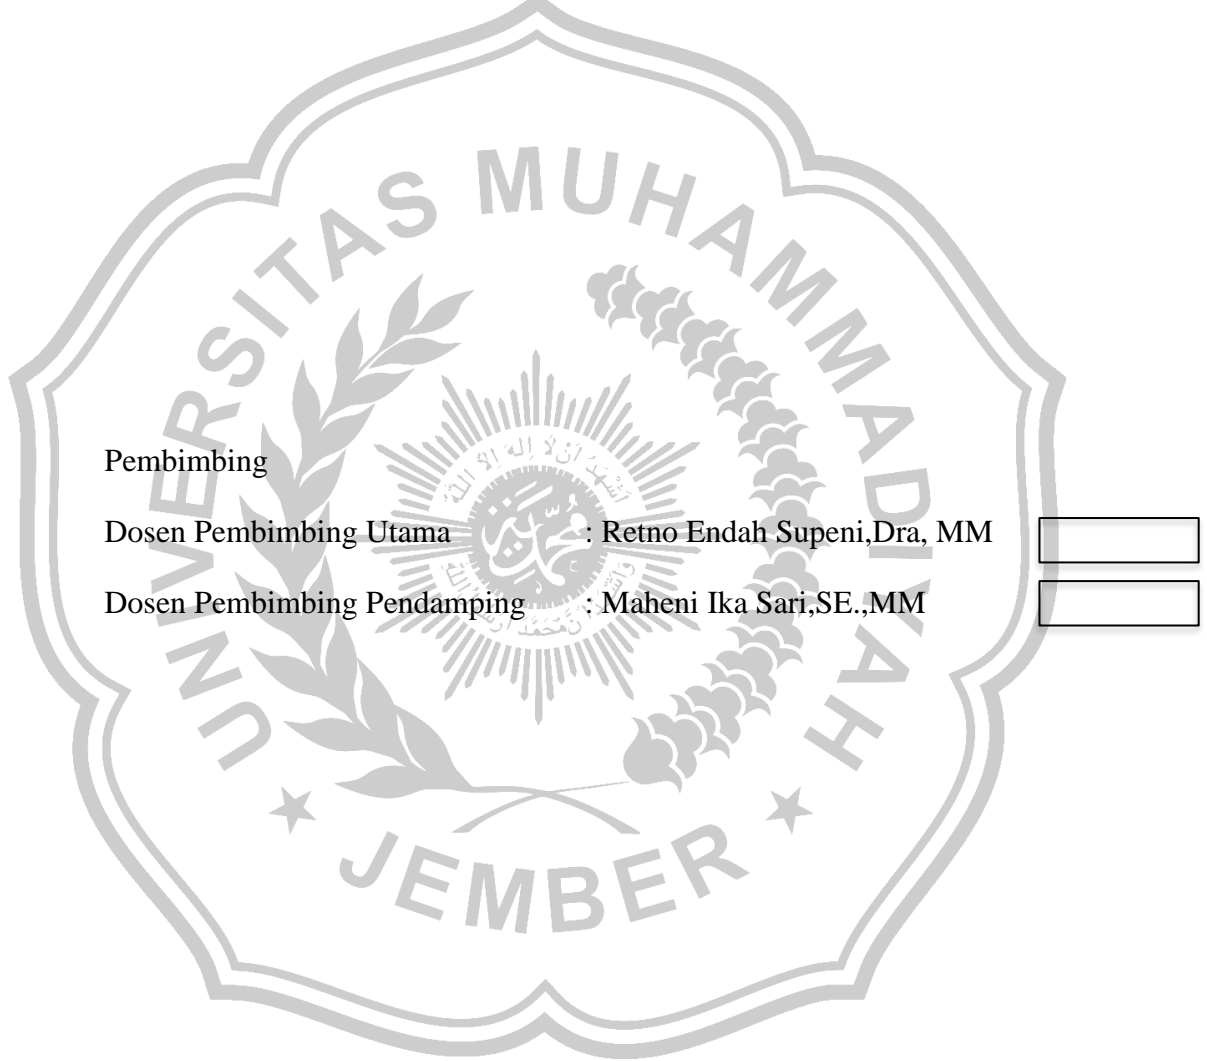 UNIVERSITAS MUHAMMADIYAH
JEMBER
Pembimbing
Dosen Pembimbing Utama : Retno Endah Supeni,Dra, MM
Dosen Pembimbing Pendamping : Maheni Ika Sari,SE.,MM